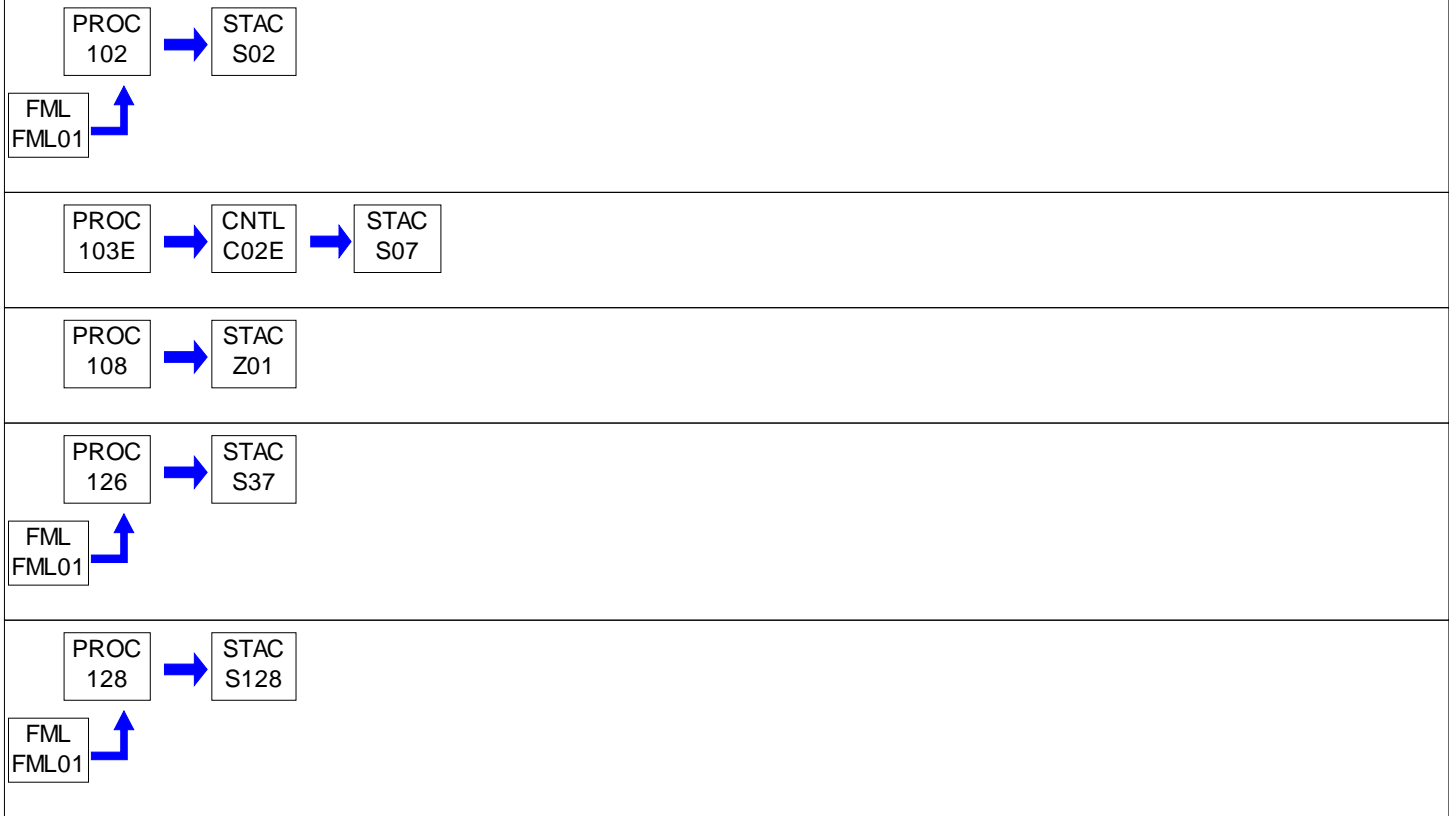 PROC
102
STAC
S02
FML
FML01
PROC
103E
CNTL
C02E
STAC
S07
PROC
108
STAC
Z01
PROC
126
STAC
S37
FML
FML01
PROC
128
STAC
S128
FML
FML01